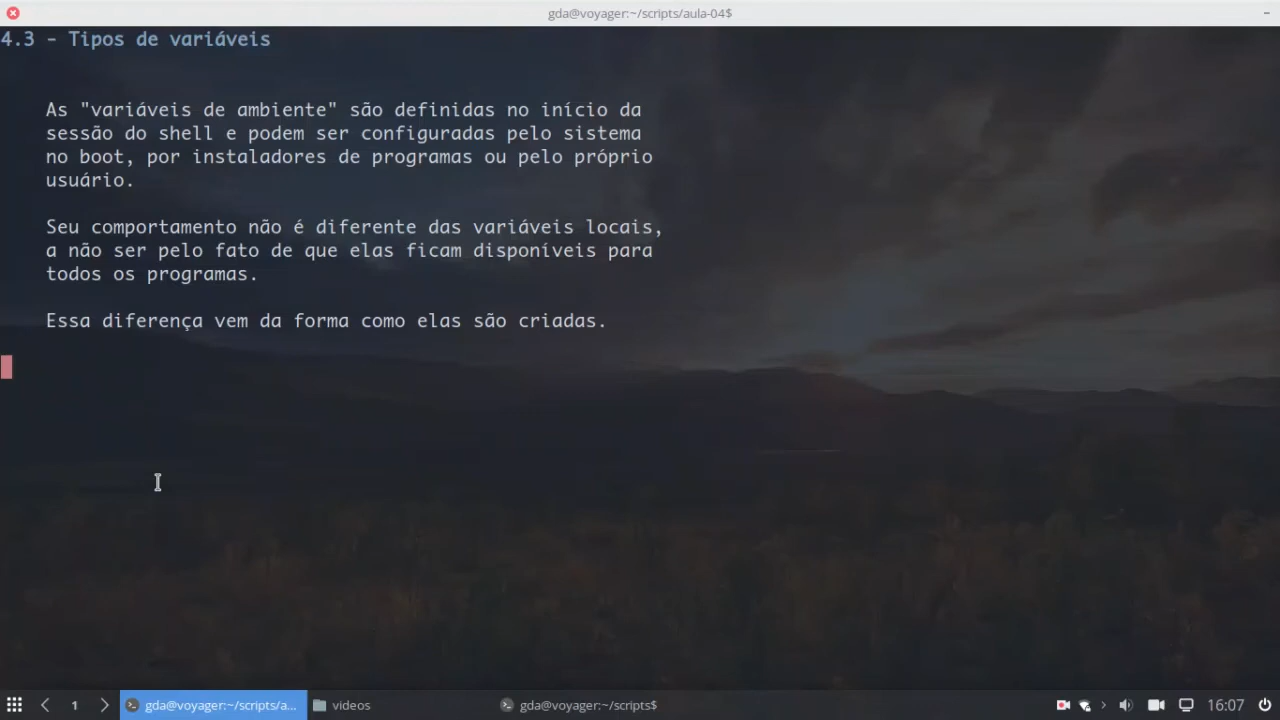 gda@voyager:~/scripts/aula-04$
4.3 - Tipos de variáveis
As "variáveis de ambiente" são definidas no início da
sessão do shell e podem ser configuradas pelo sistema
no boot, por instaladores de programas ou pelo próprio
usuário.
Seu comportamento não é diferente das variáveis locais,
a não ser pelo fato de que elas ficam disponíveis para
todos os programas.
Essa diferença vem da forma como elas são criadas.
1
gda@voyager:~/scripts/a...
videos
gda@voyager:~/scripts$
16:07